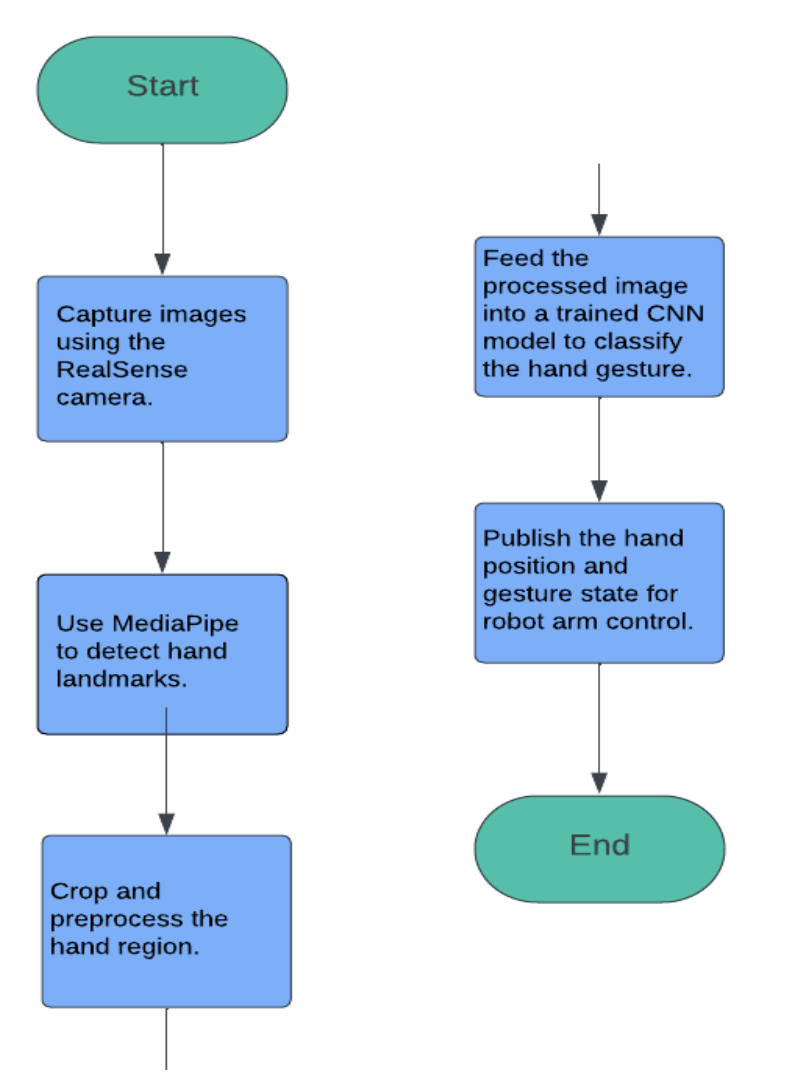 Start
Capture images
using the
RealSense
camera.
Use MediaPipe
to detect hand
landmarks.
Crop and
preprocess the
hand region.
Feed the
processed image
into a trained CNN
model to classify
the hand gesture.
Publish the hand
position and
gesture state for
robot arm control.
End